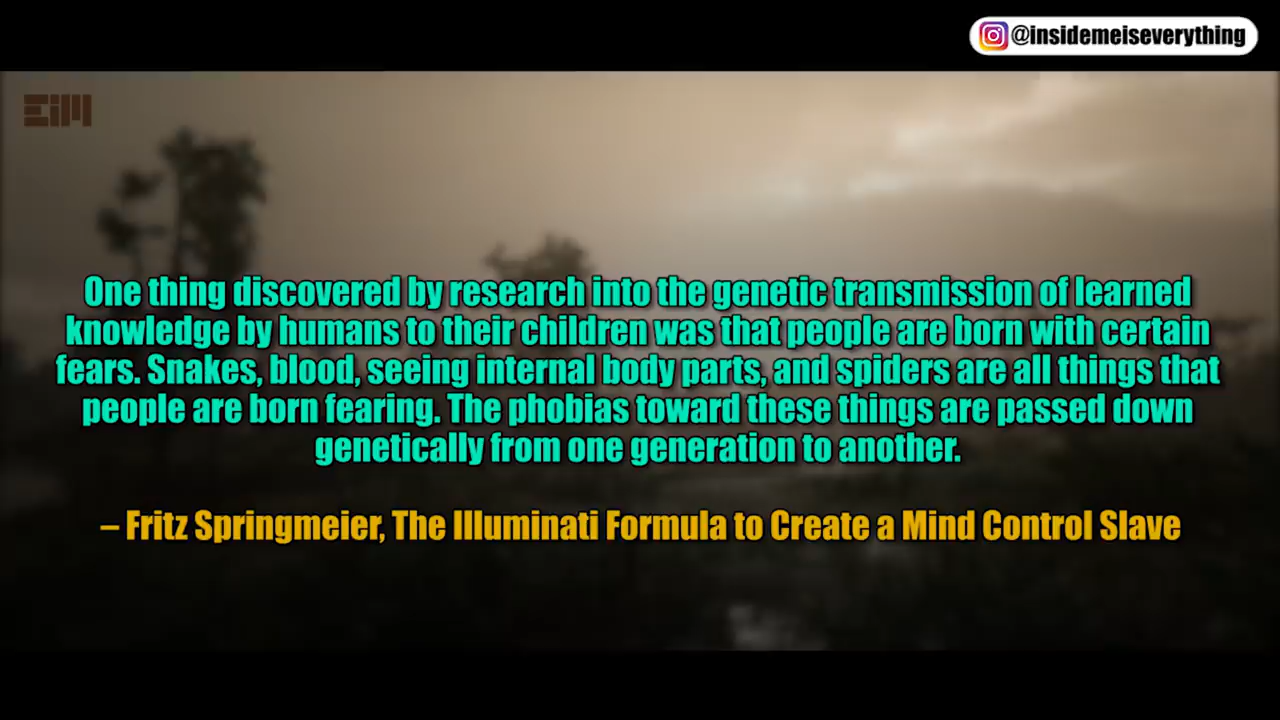 @insidemeiseverything
EIM
One thing discovered by research into the genetic transmission of learned
knowledge by humans to their children was that people are born with certain
fears. Snakes, blood, seeing internal body parts, and spiders are all things that
people are born fearing. The phobias toward these things are passed down
genetically from one generation to another.
– Fritz Springmeier, The Illuminati Formula to Create a Mind Control Slave